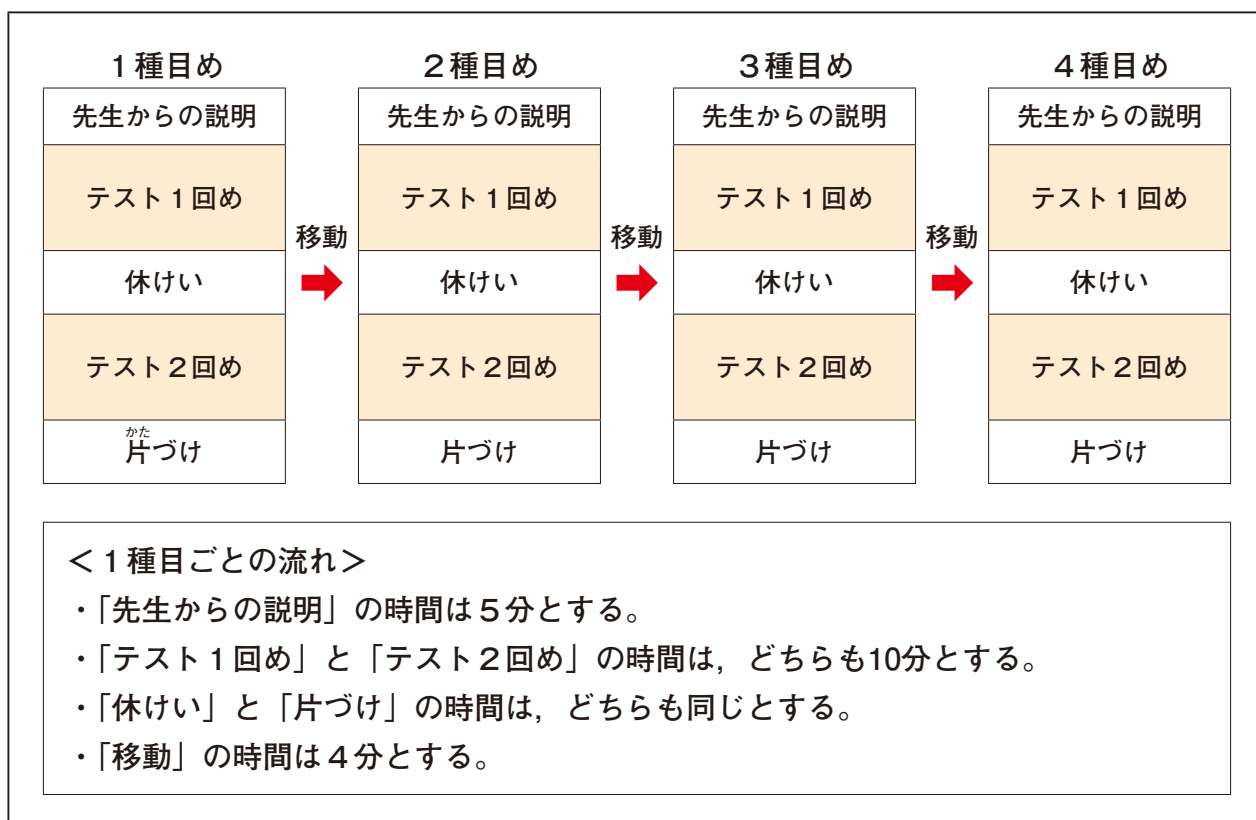 1種目め
先生からの説明
テスト1回め
休けい
テスト2回め
かた
片づけ
移動
2種目め
先生からの説明
テスト1回め
休けい
テスト2回め
片づけ
移動
3種目め
先生からの説明
テスト1回め
休けい
テスト2回め
片づけ
移動
4種目め
先生からの説明
テスト1回め
休けい
テスト2回め
片づけ
<1種目ごとの流れ>
・「先生からの説明」の時間は5分とする。
・「テスト1回め」と「テスト2回め」の時間は,どちらも10分とする。
・「休けい」と「片づけ」の時間は,どちらも同じとする。
・「移動」の時間は4分とする。